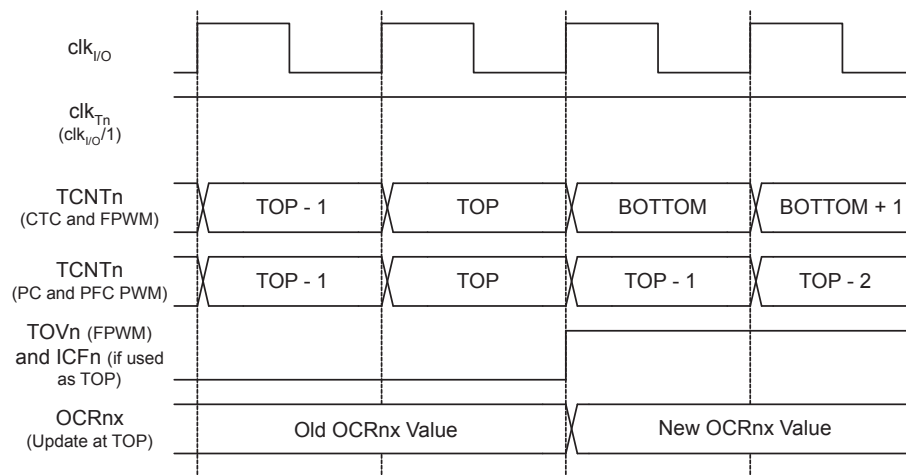 clkI/O
clkTn
(clkI/O/1)
TCNTn
(CTC and FPWM)
TOP - 1
TOP
BOTTOM
BOTTOM + 1
TCNTn
(PC and PFC PWM)
TOP - 1
TOP
TOP - 1
TOP - 2
TOVn (FPWM)
and ICFn (if used
as TOP)
OCRnx
(Update at TOP)
Old OCRnx Value
New OCRnx Value